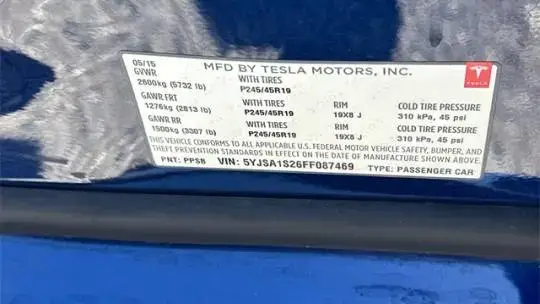 05/15 MFD BY TESLA MOTORS, INC.
GVWR WITH TIRES
2600kg (5732 lb) P245/45R19
GAWR FRT WITH TIRES RIM COLD TIRE PRESSURE
1276kg (2813 lb) P245/45R19 19X8 J 310 kPa, 45 psi
GAWR RR WITH TIRES RIM COLD TIRE PRESSURE
1500kg (3307 lb) P245/45R19 19X8 J 310 kPa, 45 psi
THIS VEHICLE CONFORMS TO ALL APPLICABLE U.S. FEDERAL MOTOR VEHICLE SAFETY, BUMPER, AND
THEFT PREVENTION STANDARDS IN EFFECT ON THE DATE OF MANUFACTURE SHOWN ABOVE.
PNT: PPSB VIN: 5YJSA1S26FF087469 TYPE: PASSENGER CAR